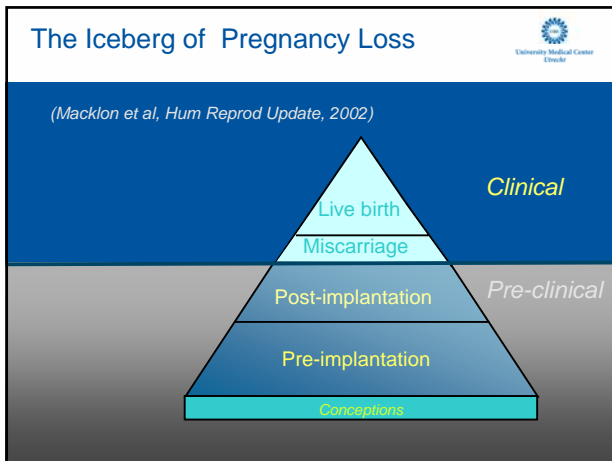 The Iceberg of Pregnancy Loss
University Medical Center
Utrecht
(Macklon et al, Hum Reprod Update, 2002)
Clinical
Live birth
Miscarriage
Post-implantation
Pre-clinical
Pre-implantation
Conceptions